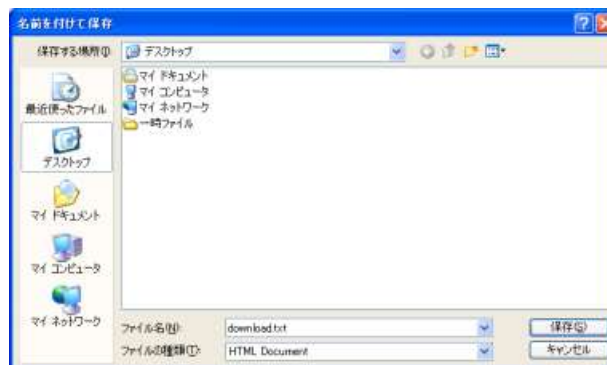 名前を付けて保存
保存する場所(I): デスクトップ
最近使ったファイル
デスクトップ
マイ ドキュメント
マイ コンピュータ
マイ ネットワーク
マイ ドキュメント
マイ コンピュータ
マイ ネットワーク
一時ファイル
ファイル名(N): download.txt 保存(S)
ファイルの種類(T): HTML Document キャンセル